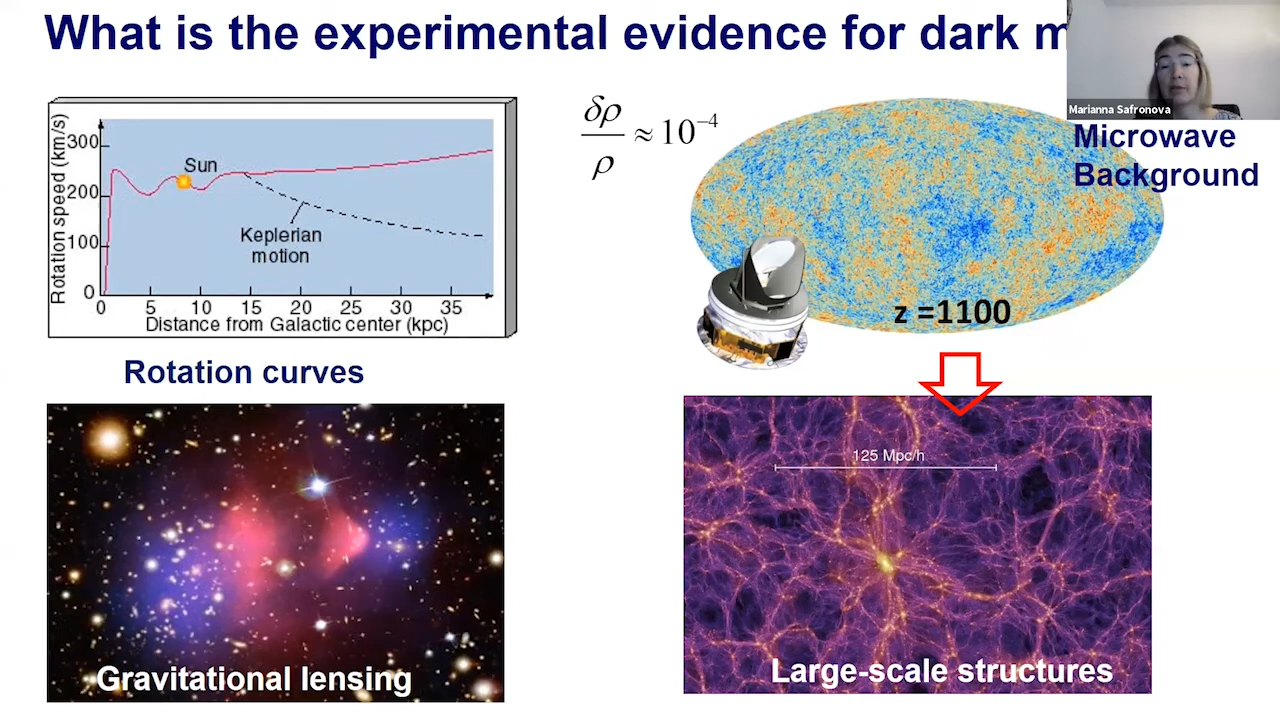 What is the experimental evidence for dark m
Marianna Safronova
Microwave
Background
δρ
ρ
≈ 10⁻⁴
Rotation speed (km/s)
300
200
100
0
Sun
Keplerian
motion
0 5 10 15 20 25 30 35
Distance from Galactic center (kpc)
z =1100
Rotation curves
125 Mpc/h
Gravitational lensing
Large-scale structures